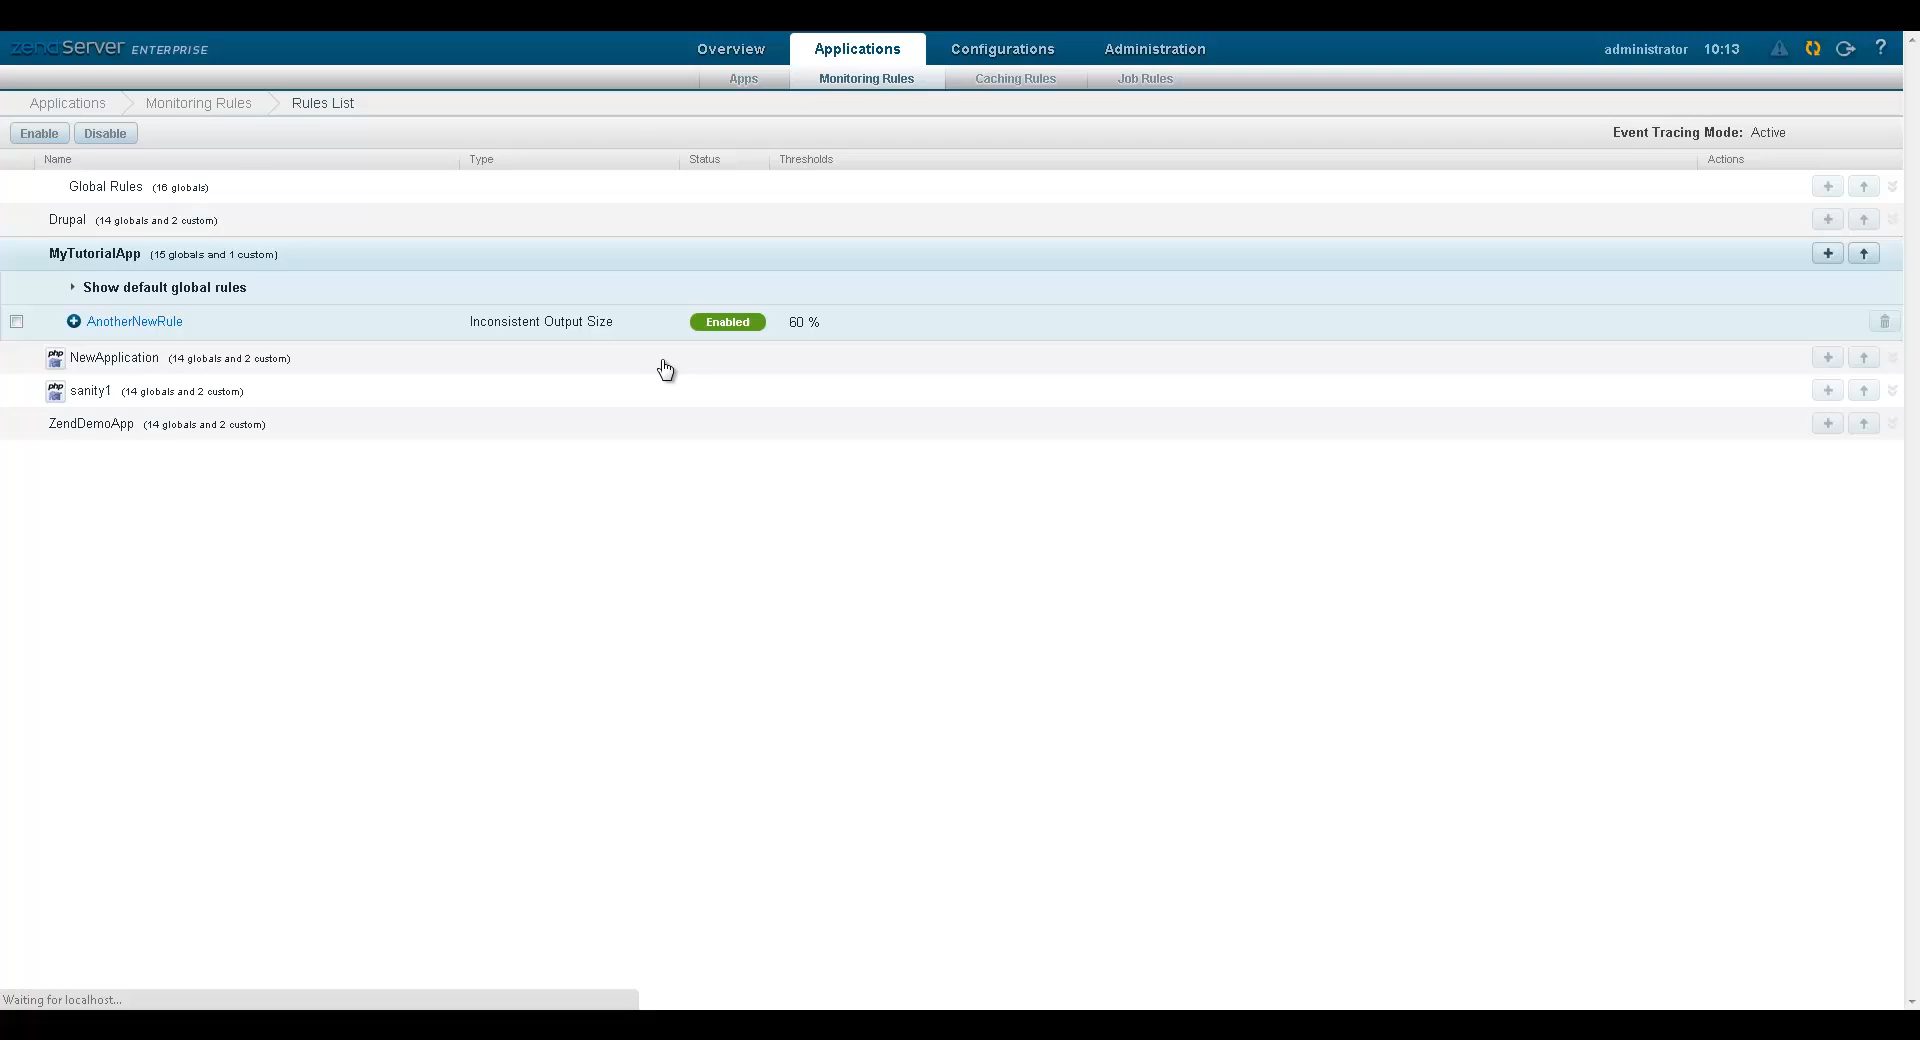 zend Server ENTERPRISE Overview Applications Configurations Administration administrator 10:13 ?
Apps Monitoring Rules Caching Rules Job Rules
Applications Monitoring Rules Rules List
Enable Disable Event Tracing Mode: Active
Name Type Status Thresholds Actions
Global Rules (16 globals)
Drupal (14 globals and 2 custom)
MyTutorialApp (15 globals and 1 custom)
Show default global rules
AnotherNewRule Inconsistent Output Size Enabled 60 %
php NewApplication (14 globals and 2 custom)
php sanity1 (14 globals and 2 custom)
ZendDemoApp (14 globals and 2 custom)
Waiting for localhost...